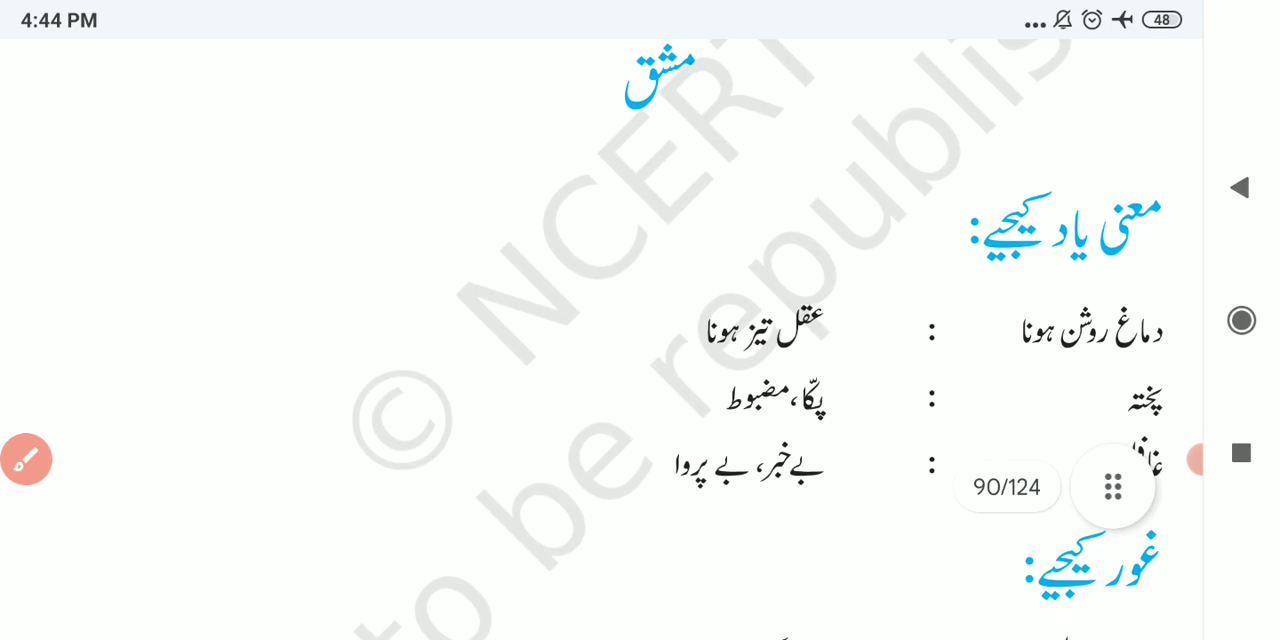 4:44 PM
48
مشق
معنی یاد کیجیے:
دماغ روشن ہونا : عقل تیز ہونا
پختہ : پکّا، مضبوط
: بے خبر، بے پروا
90/124
غور کیجیے:
© NCERT
to be republis